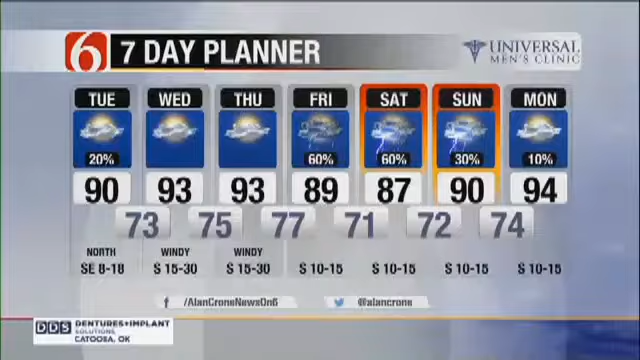 6 7 DAY PLANNER
UNIVERSAL
MEN'S CLINIC
TUE WED THU FRI SAT SUN MON
20% 60% 60% 30% 10%
90 93 93 89 87 90 94
73 75 77 71 72 74
NORTH WINDY WINDY
SE 8-18 S 15-30 S 15-30 S 10-15 S 10-15 S 10-15 S 10-15
f /AlanCroneNewsOn6 @alancrone
DDS DENTURES+IMPLANT
SOLUTIONS
CATOOSA, OK